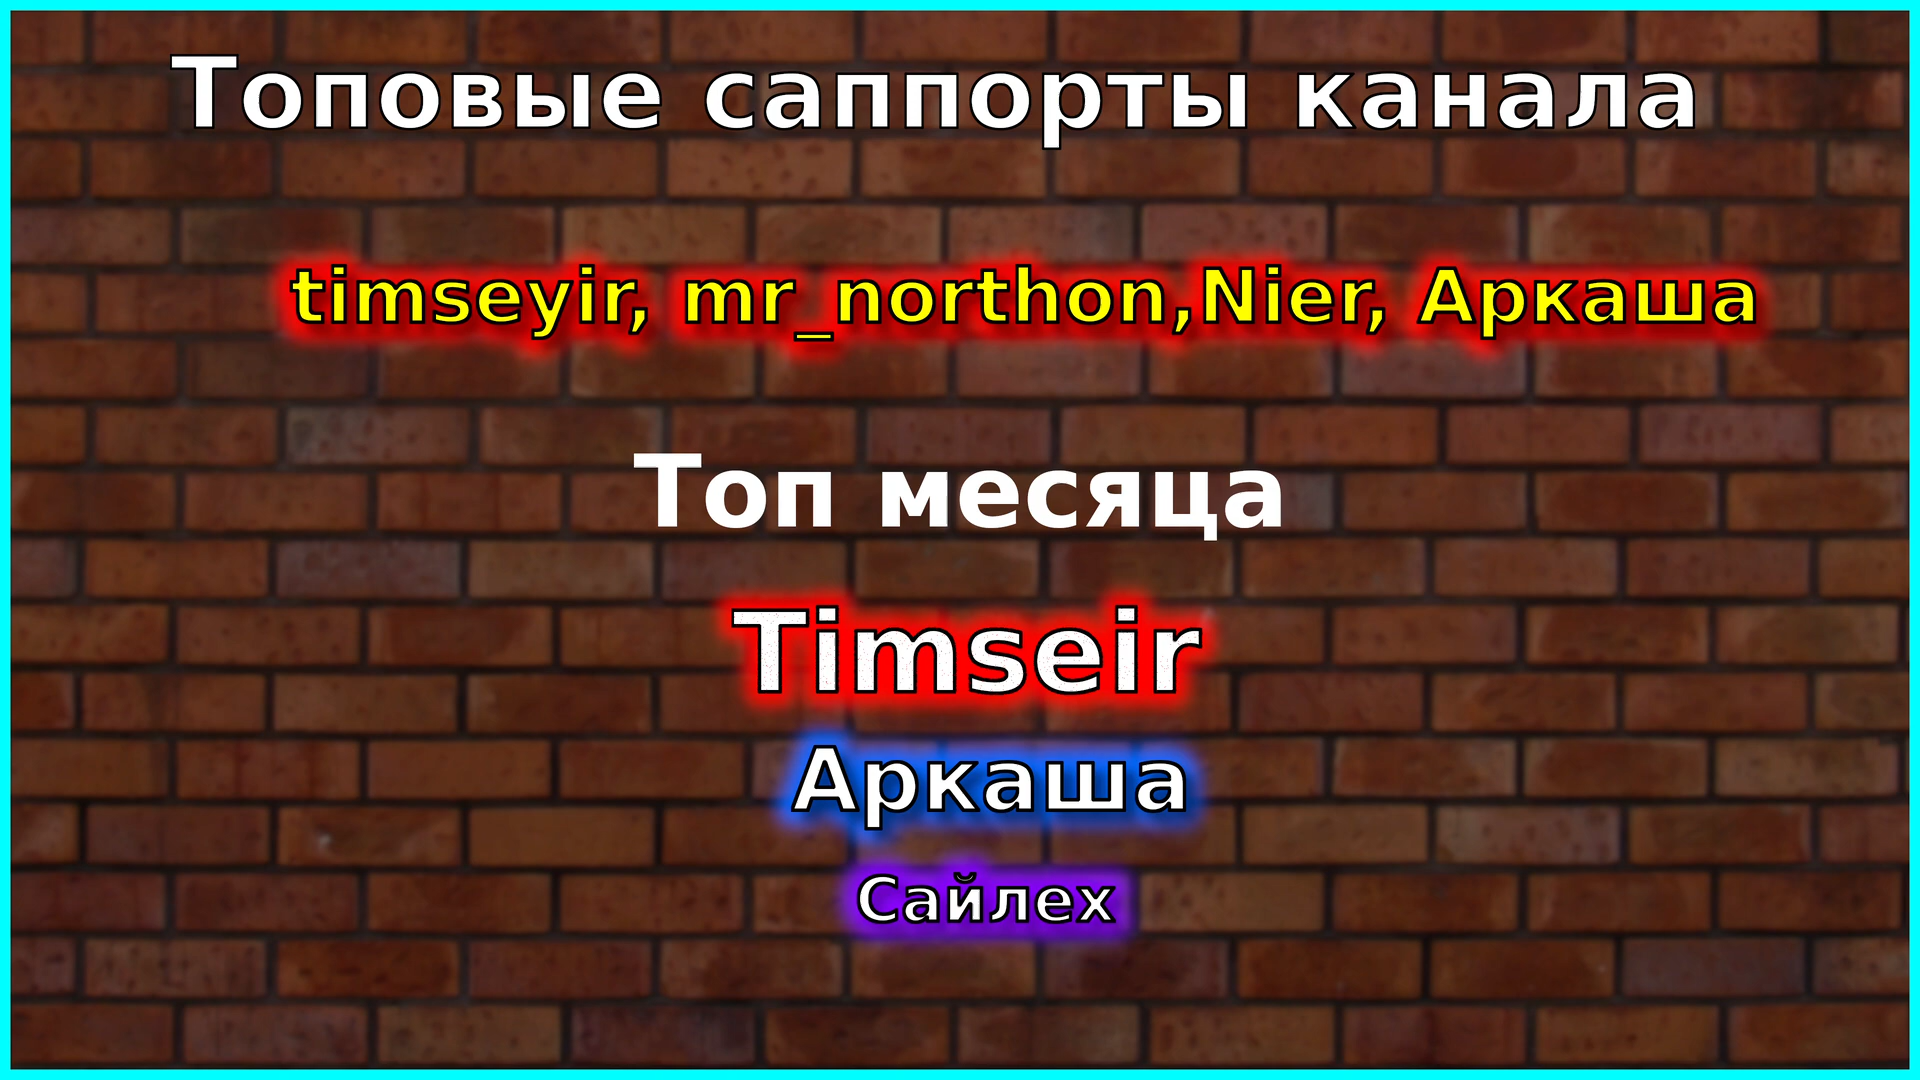 Топовые саппорты канала
timseyir, mr_northon,Nier, Аркаша
Топ месяца
Timseir
Аркаша
Сайлех